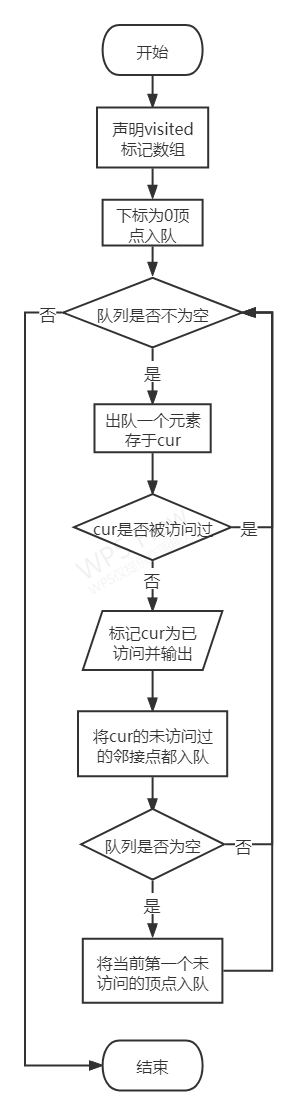 开始
声明visited
标记数组
下标为0顶
点入队
队列是否不为空
否
是
出队一个元素
存于cur
cur是否被访问过
是
否
标记cur为已
访问并输出
将cur的未访问过
的邻接点都入队
队列是否为空
否
是
将当前第一个未
访问的顶点入队
结束